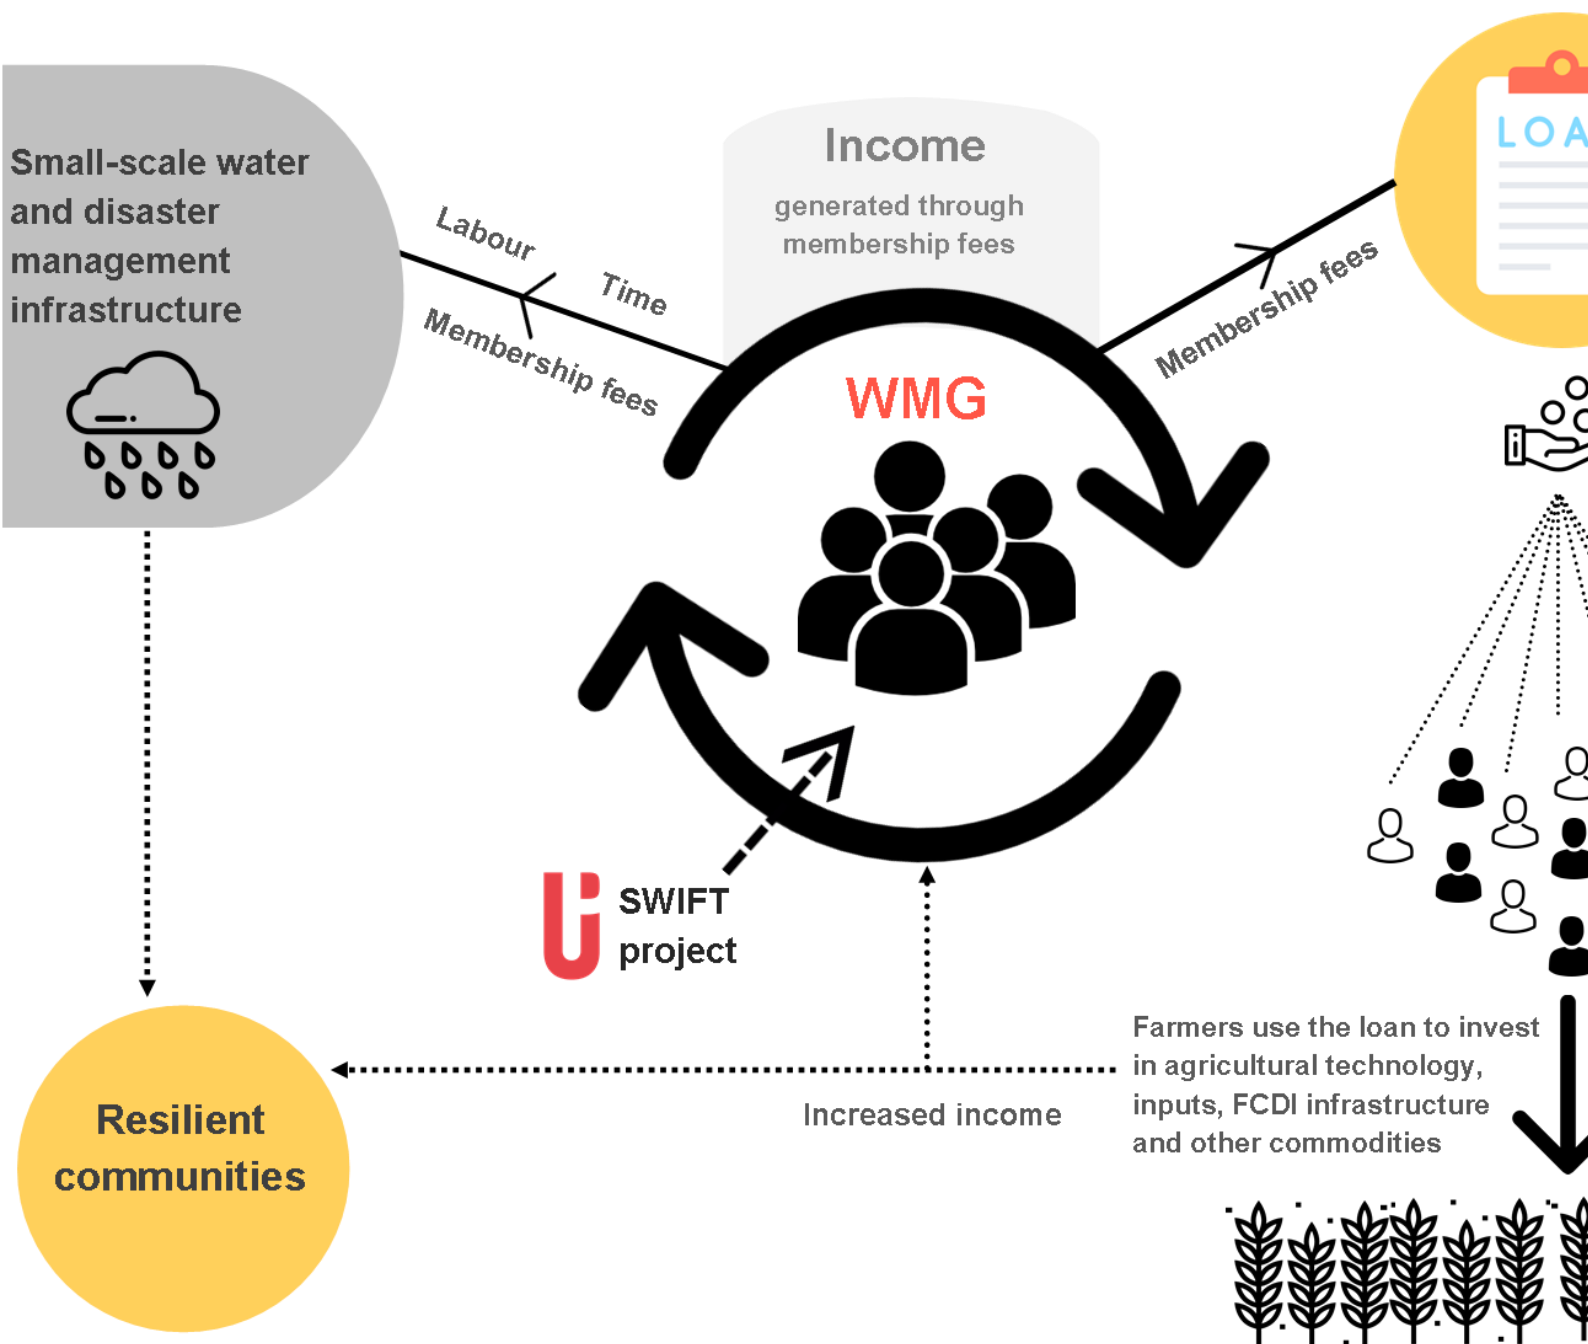 Small-scale water
and disaster
management
infrastructure
Labour
Time
Membership fees
Income
generated through
membership fees
Membership fees
LOA
WMG
SWIFT
project
Farmers use the loan to invest
in agricultural technology,
inputs, FCDI infrastructure
and other commodities
Increased income
Resilient
communities